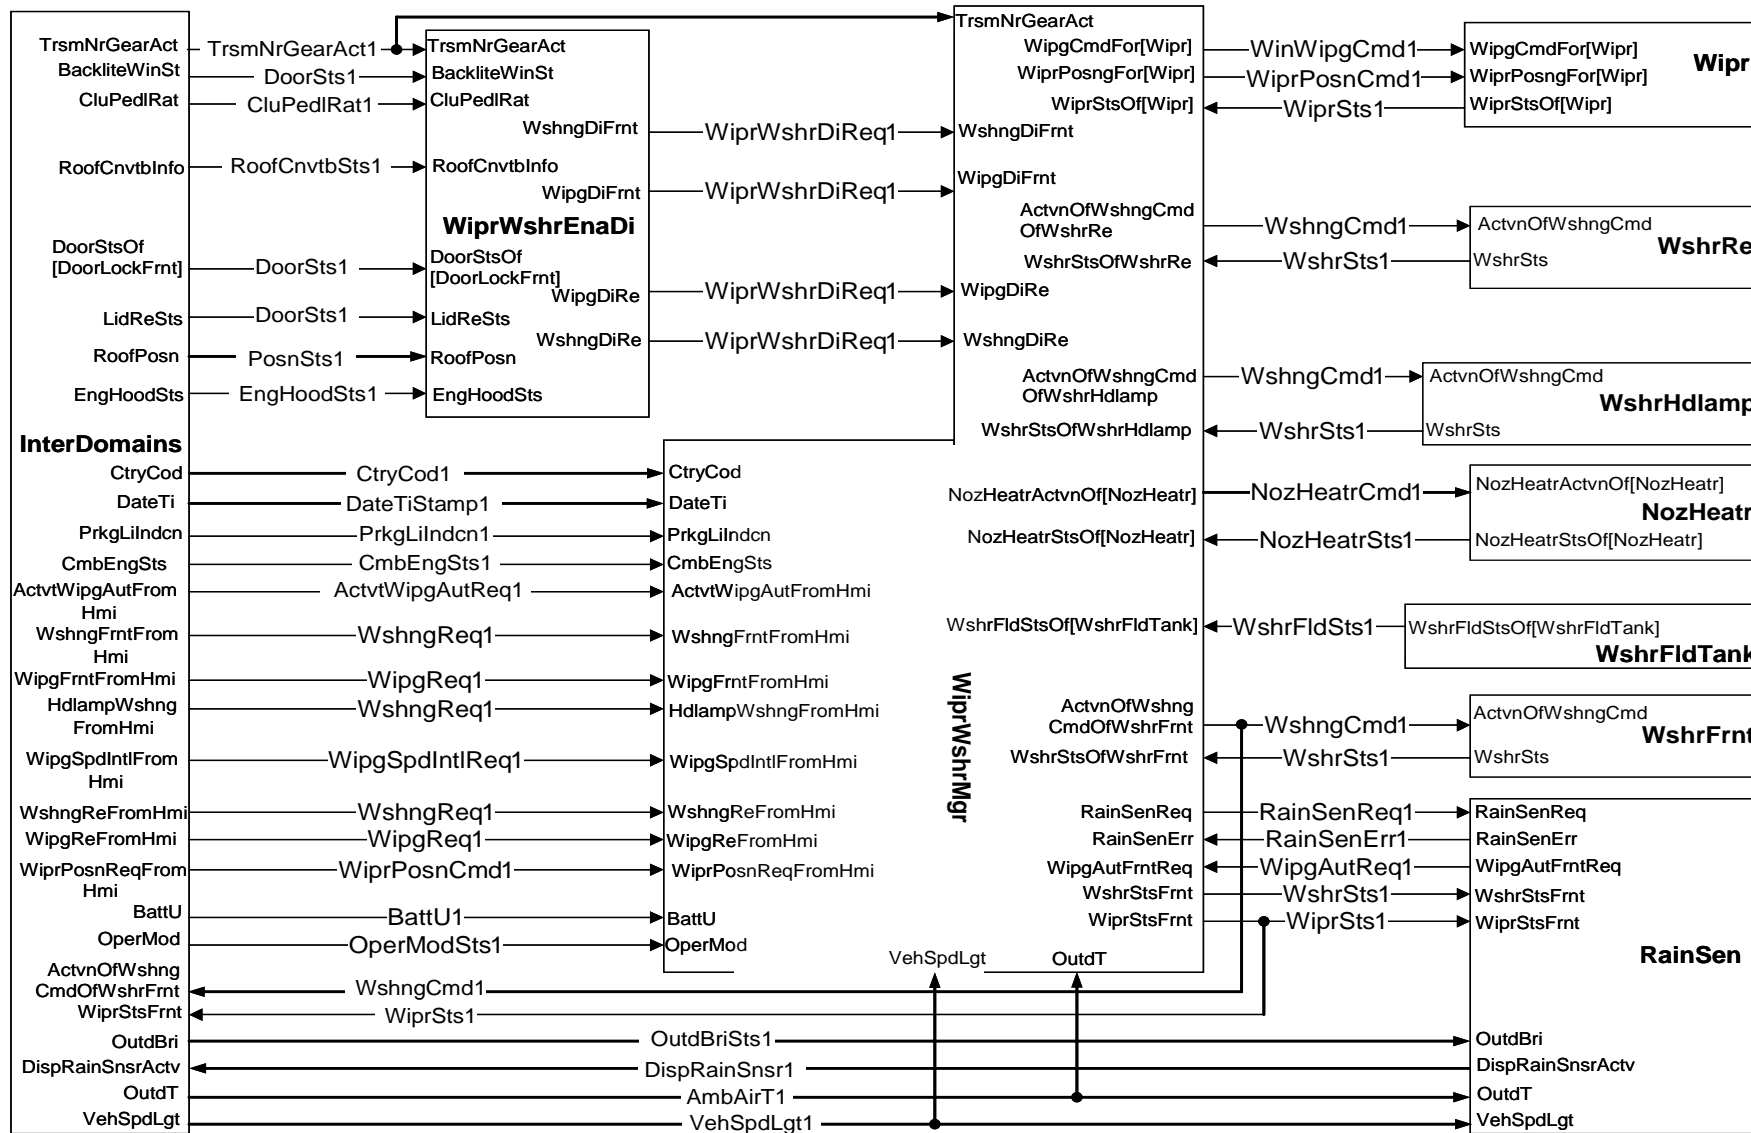 TrsmNrGearAct
BackliteWinSt
CluPedlRat
RoofCnvtbInfo
DoorStsOf
[DoorLockFrnt]
LidReSts
RoofPosn
EngHoodSts
InterDomains
CtryCod
DateTi
PrkgLiIndcn
CmbEngSts
ActvtWipgAutFrom
Hmi
WshngFrntFrom
Hmi
WipgFrntFromHmi
HdlampWshng
FromHmi
WipgSpdIntlFrom
Hmi
WshngReFromHmi
WipgReFromHmi
WiprPosnReqFrom
Hmi
BattU
OperMod
ActvnOfWshng
CmdOfWshrFrnt
WiprStsFrnt
OutdBri
DispRainSnsrActv
OutdT
VehSpdLgt
TrsmNrGearAct1
DoorSts1
CluPedlRat1
RoofCnvtbSts1
DoorSts1
DoorSts1
PosnSts1
EngHoodSts1
CtryCod1
DateTiStamp1
PrkgLiIndcn1
CmbEngSts1
ActvtWipgAutReq1
WshngReq1
WipgReq1
WshngReq1
WipgSpdIntlReq1
WshngReq1
WipgReq1
WiprPosnCmd1
BattU1
OperModSts1
WshngCmd1
WiprSts1
OutdBriSts1
DispRainSnsr1
AmbAirT1
VehSpdLgt1
TrsmNrGearAct
BackliteWinSt
CluPedlRat
WshngDiFrnt
RoofCnvtbInfo
WipgDiFrnt
WiprWshrEnaDi
DoorStsOf
[DoorLockFrnt]
WipgDiRe
LidReSts
WshngDiRe
RoofPosn
EngHoodSts
WiprWshrDiReq1
WiprWshrDiReq1
WiprWshrDiReq1
WiprWshrDiReq1
TrsmNrGearAct
WipgCmdFor[Wipr]
WiprPosngFor[Wipr]
WiprStsOf[Wipr]
WshngDiFrnt
WipgDiFrnt
ActvnOfWshngCmd
OfWshrRe
WshrStsOfWshrRe
WipgDiRe
WshngDiRe
ActvnOfWshngCmd
OfWshrHdlamp
WshrStsOfWshrHdlamp
CtryCod
DateTi
PrkgLiIndcn
CmbEngSts
ActvtWipgAutFromHmi
WshngFrntFromHmi
WipgFrntFromHmi
HdlampWshngFromHmi
WipgSpdIntlFromHmi
WshngReFromHmi
WipgReFromHmi
WiprPosnReqFromHmi
BattU
OperMod
WiprWshrMgr
NozHeatrActvnOf[NozHeatr]
NozHeatrStsOf[NozHeatr]
WshrFldStsOf[WshrFldTank]
ActvnOfWshng
CmdOfWshrFrnt
WshrStsOfWshrFrnt
RainSenReq
RainSenErr
WipgAutFrntReq
WshrStsFrnt
WiprStsFrnt
VehSpdLgt
OutdT
WinWipgCmd1
WiprPosnCmd1
WiprSts1
WshngCmd1
WshrSts1
WshngCmd1
WshrSts1
NozHeatrCmd1
NozHeatrSts1
WshrFldSts1
WshngCmd1
WshrSts1
RainSenReq1
RainSenErr1
WipgAutReq1
WshrSts1
WiprSts1
WipgCmdFor[Wipr]
Wipr
WiprPosngFor[Wipr]
WiprStsOf[Wipr]
ActvnOfWshngCmd
WshrRe
WshrSts
ActvnOfWshngCmd
WshrHdlamp
WshrSts
NozHeatrActvnOf[NozHeatr]
NozHeatr
NozHeatrStsOf[NozHeatr]
WshrFldStsOf[WshrFldTank]
WshrFldTank
ActvnOfWshngCmd
WshrFrnt
WshrSts
RainSenReq
RainSenErr
WipgAutFrntReq
WshrStsFrnt
WiprStsFrnt
RainSen
OutdBri
DispRainSnsrActv
OutdT
VehSpdLgt